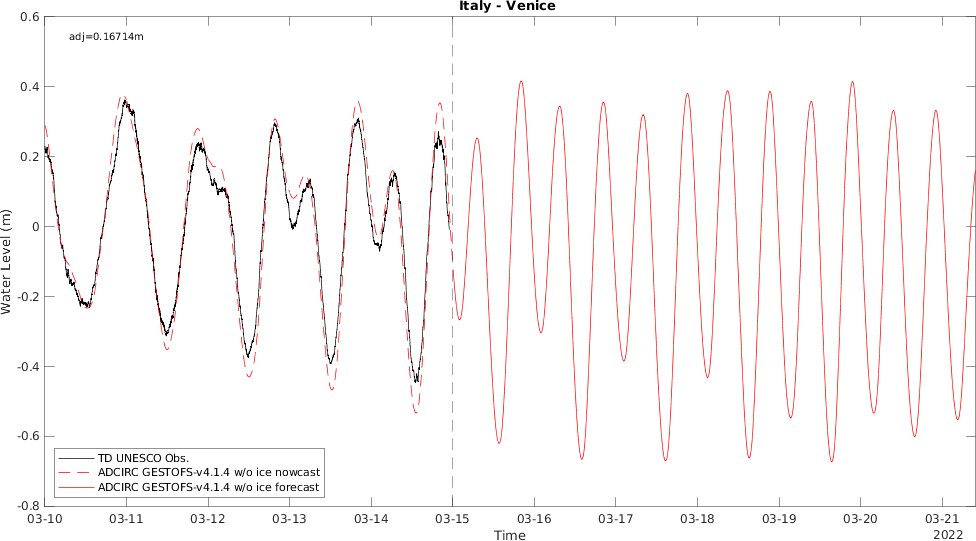 Italy - Venice
adj=0.16714m
0.6
0.4
0.2
0
-0.2
-0.4
-0.6
-0.8
Water Level (m)
TD UNESCO Obs.
ADCIRC GESTOFS-v4.1.4 w/o ice nowcast
ADCIRC GESTOFS-v4.1.4 w/o ice forecast
03-10 03-11 03-12 03-13 03-14 03-15 03-16 03-17 03-18 03-19 03-20 03-21
Time
2022